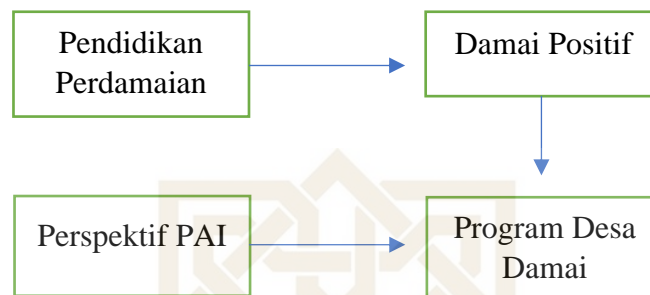 Pendidikan
Perdamaian
Damai Positif
Perspektif PAI
Program Desa
Damai